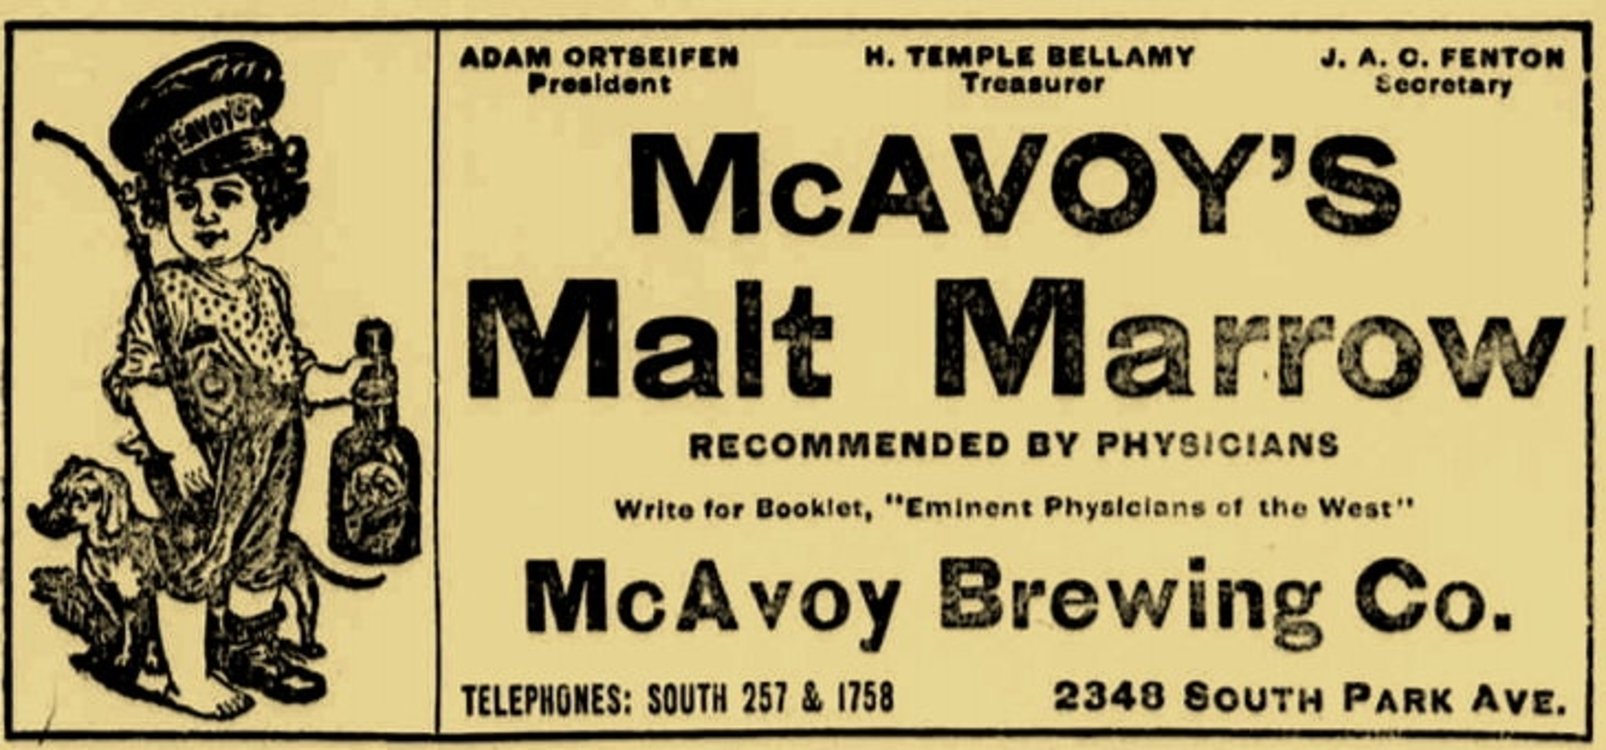 McAVOY'S
ADAM ORTSEIFEN
President
H. TEMPLE BELLAMY
Treasurer
J. A. C. FENTON
Secretary
McAVOY'S
Malt Marrow
RECOMMENDED BY PHYSICIANS
Write for Booklet, "Eminent Physicians of the West"
McAvoy Brewing Co.
TELEPHONES: SOUTH 257 & 1758
2348 SOUTH PARK AVE.